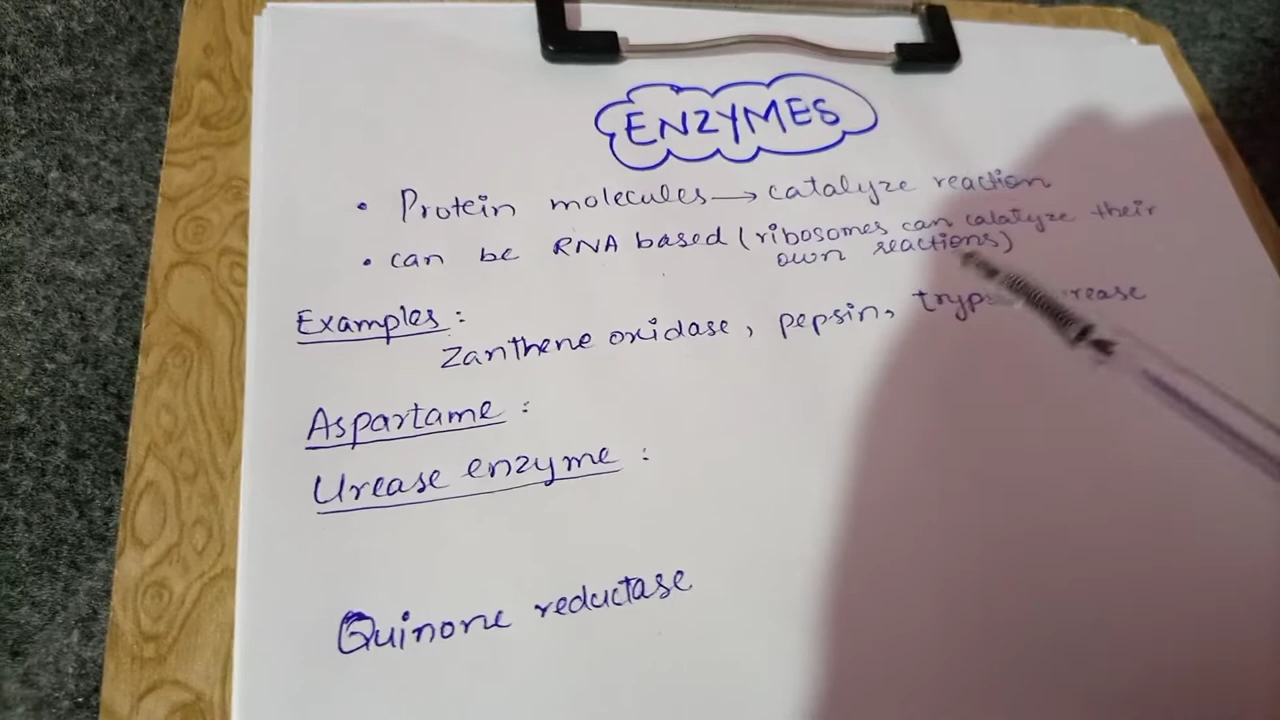 ENZYMES
• Protein molecules → catalyze reaction
• can be RNA based (ribosomes can catalyze their
own reactions)
Examples:
Zanthene oxidase, pepsin,
Aspartame :
Urease enzyme :
Quinone reductase